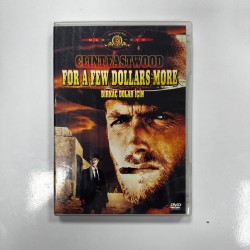 CLINT EASTWOOD
FOR A FEW DOLLARS MORE
BİRKAÇ DOLAR İÇİN
DVD